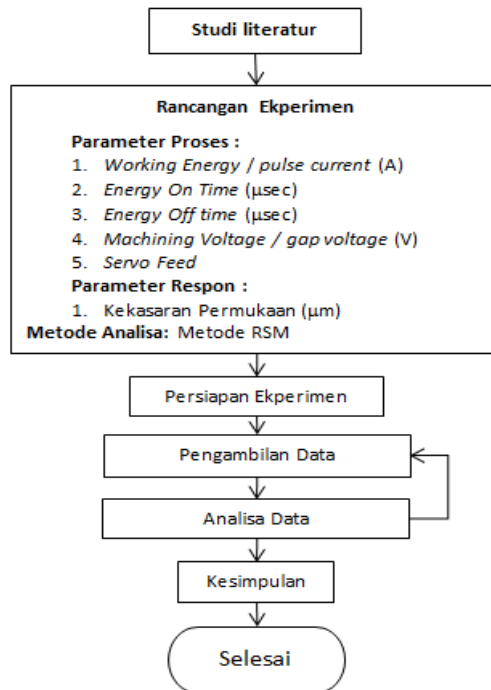 Studi literatur
Rancangan Ekperimen
Parameter Proses :
1. Working Energy / pulse current (A)
2. Energy On Time (µsec)
3. Energy Off time (µsec)
4. Machining Voltage / gap voltage (V)
5. Servo Feed
Parameter Respon :
1. Kekasaran Permukaan (µm)
Metode Analisa: Metode RSM
Persiapan Ekperimen
Pengambilan Data
Analisa Data
Kesimpulan
Selesai